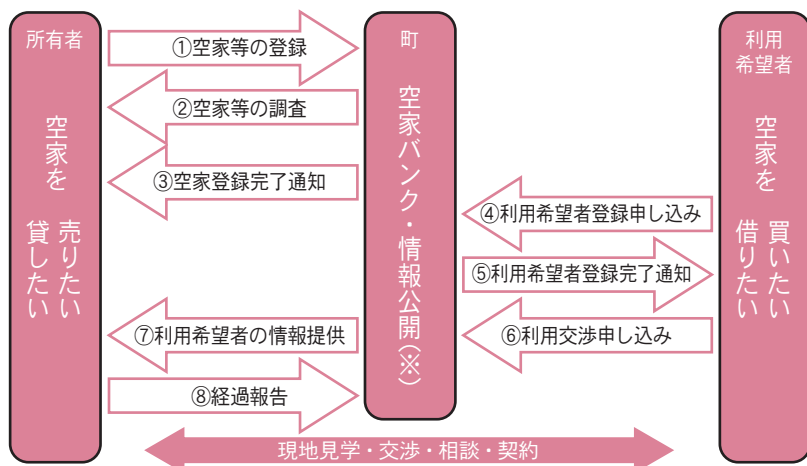 所有者
空家を
売りたい
貸したい
①空家等の登録
②空家等の調査
③空家登録完了通知
⑦利用希望者の情報提供
⑧経過報告
町
空家バンク・情報公開(※)
④利用希望者登録申し込み
⑤利用希望者登録完了通知
⑥利用交渉申し込み
利用
希望者
空家を
買いたい
借りたい
現地見学・交渉・相談・契約